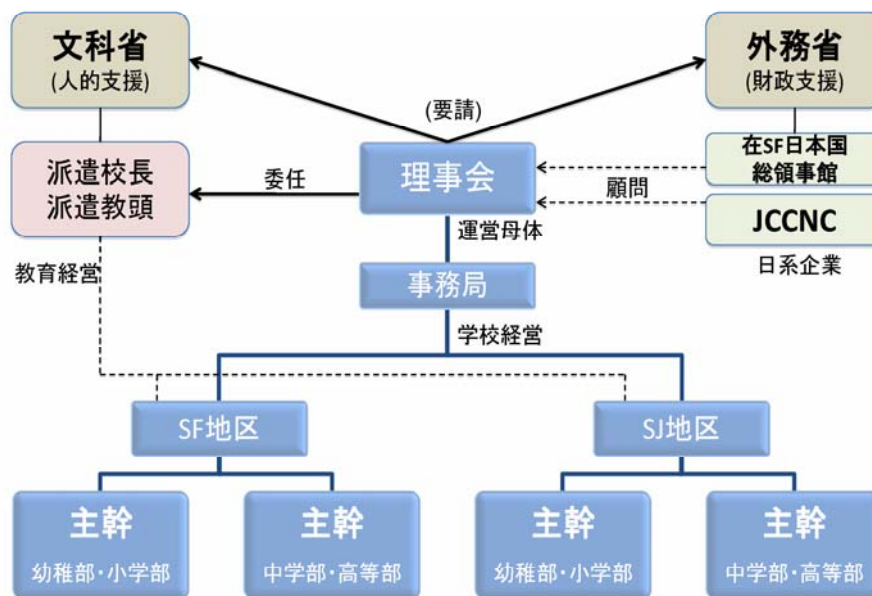 文科省
(人的支援)
外務省
(財政支援)
(要請)
派遣校長
派遣教頭
委任
理事会
顧問
在SF日本国
総領事館
JCCNC
日系企業
運営母体
教育経営
事務局
学校経営
SF地区
SJ地区
主幹
幼稚部・小学部
主幹
中学部・高等部
主幹
幼稚部・小学部
主幹
中学部・高等部